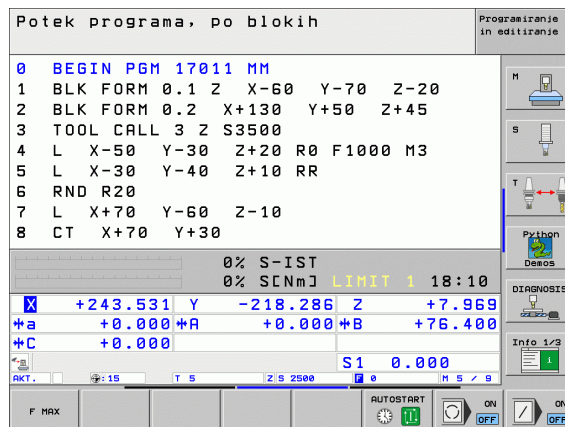 Potek programa, po blokih
Programiranje
in editiranje
0 BEGIN PGM 17011 MM
1 BLK FORM 0.1 Z X-60 Y-70 Z-20
2 BLK FORM 0.2 X+130 Y+50 Z+45
3 TOOL CALL 3 Z S3500
4 L X-50 Y-30 Z+20 R0 F1000 M3
5 L X-30 Y-40 Z+10 RR
6 RND R20
7 L X+70 Y-60 Z-10
8 CT X+70 Y+30
0% S-IST
0% S[Nm] LIMIT 1 18:10
X +243.531 Y -218.286 Z +7.969
a +0.000 A +0.000 B +76.400
C +0.000
S1 0.000
AKT. : 15 T 5 Z S 2500 F 0 M 5 / 9
M
S
T
Python
Demos
DIAGNOSIS
Info 1/3
i
F MAX
AUTOSTART
ON
OFF
ON
OFF